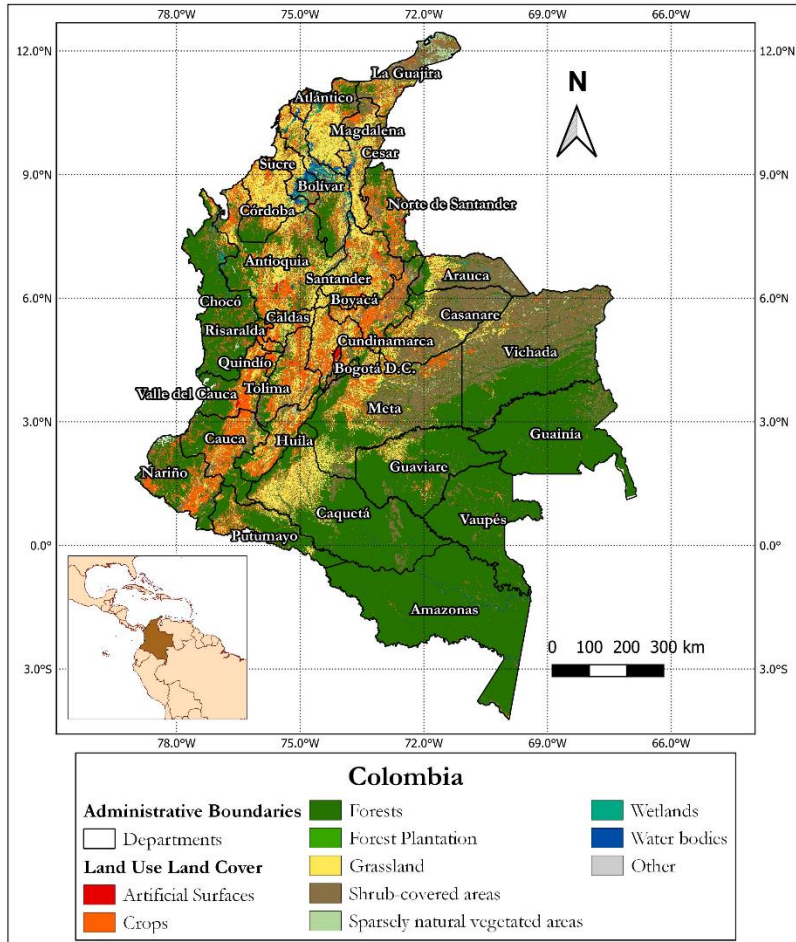 78.0°W 75.0°W 72.0°W 69.0°W 66.0°W
12.0°N 12.0°N
La Guajira
N
Atlántico
Magdalena
Cesar
9.0°N 9.0°N
Sucre
Bolívar
Norte de Santander
Córdoba
Antioquia
Santander
Arauca
6.0°N 6.0°N
Chocó
Boyacá
Casanare
Caldas
Risaralda
Cundinamarca
Vichada
Quindío
Bogotá D.C.
Tolima
Valle del Cauca
Meta
3.0°N 3.0°N
Cauca
Huila
Guainía
Guaviare
Nariño
Caquetá
Vaupés
Putumayo
0.0° 0.0°
Amazonas
0 100 200 300 km
3.0°S 3.0°S
78.0°W 75.0°W 72.0°W 69.0°W 66.0°W
Colombia
Administrative Boundaries
Departments
Land Use Land Cover
Artificial Surfaces
Crops
Forests
Forest Plantation
Grassland
Shrub-covered areas
Sparsely natural vegetated areas
Wetlands
Water bodies
Other